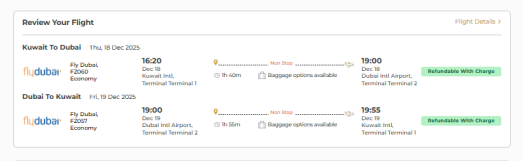 Review Your Flight
Flight Details >
Kuwait To Dubai Thu, 18 Dec 2025
flydubai
Fly Dubai,
FZ060
Economy
16:20
Dec 18
Kuwait Intl,
Terminal Terminal 1
Non Stop
1h 40m
Baggage options available
19:00
Dec 18
Dubai Intl Airport,
Terminal Terminal 2
Refundable With Charge
Dubai To Kuwait Fri, 19 Dec 2025
flydubai
Fly Dubai,
FZ057
Economy
19:00
Dec 19
Dubai Intl Airport,
Terminal Terminal 2
Non Stop
1h 55m
Baggage options available
19:55
Dec 19
Kuwait Intl,
Terminal Terminal 1
Refundable With Charge